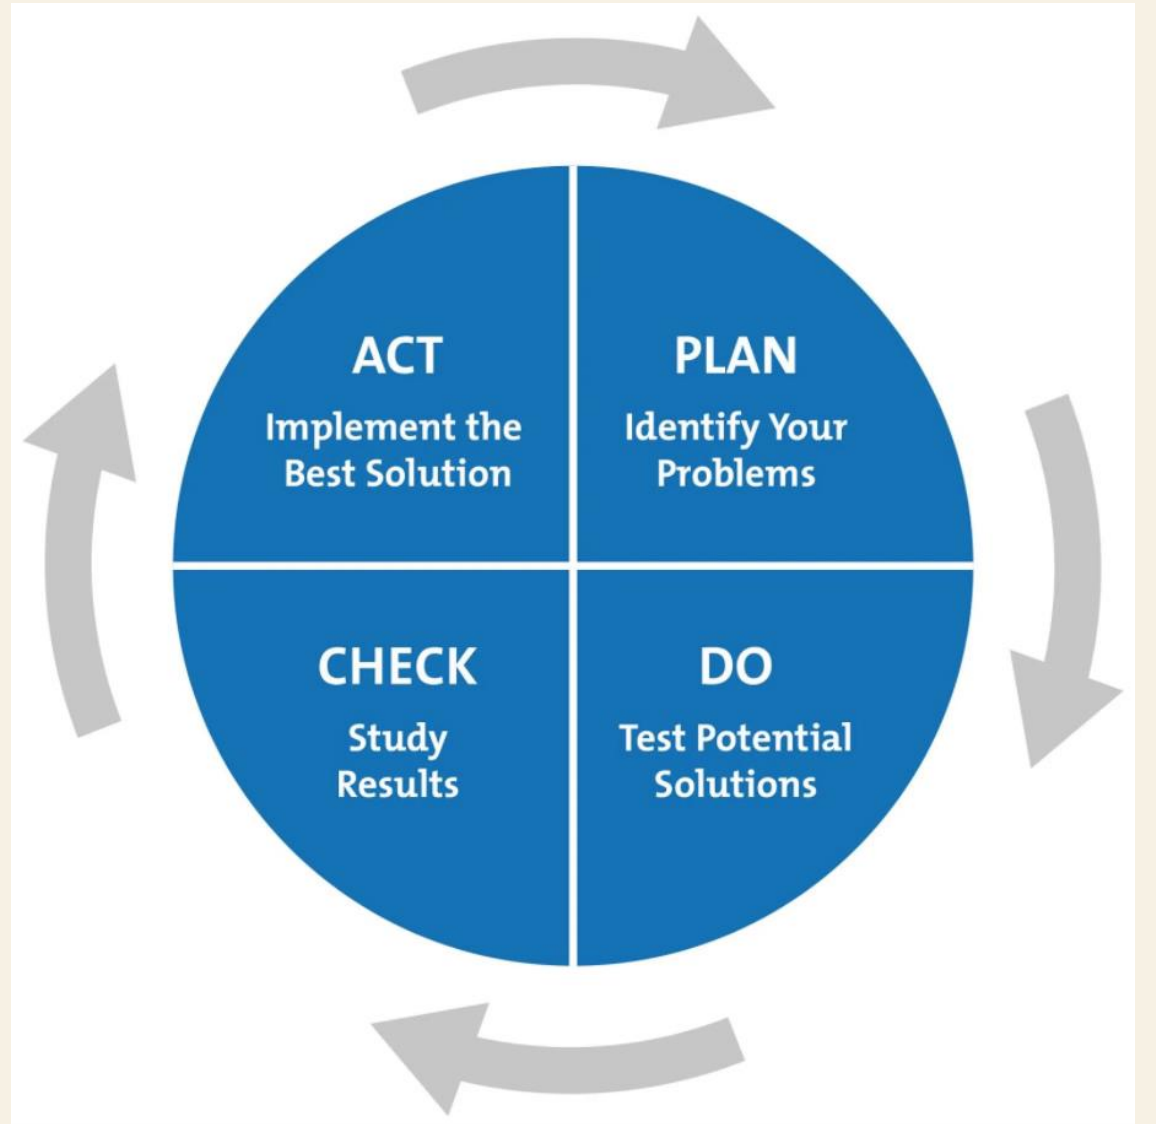 ACT
Implement the
Best Solution
PLAN
Identify Your
Problems
CHECK
Study
Results
DO
Test Potential
Solutions